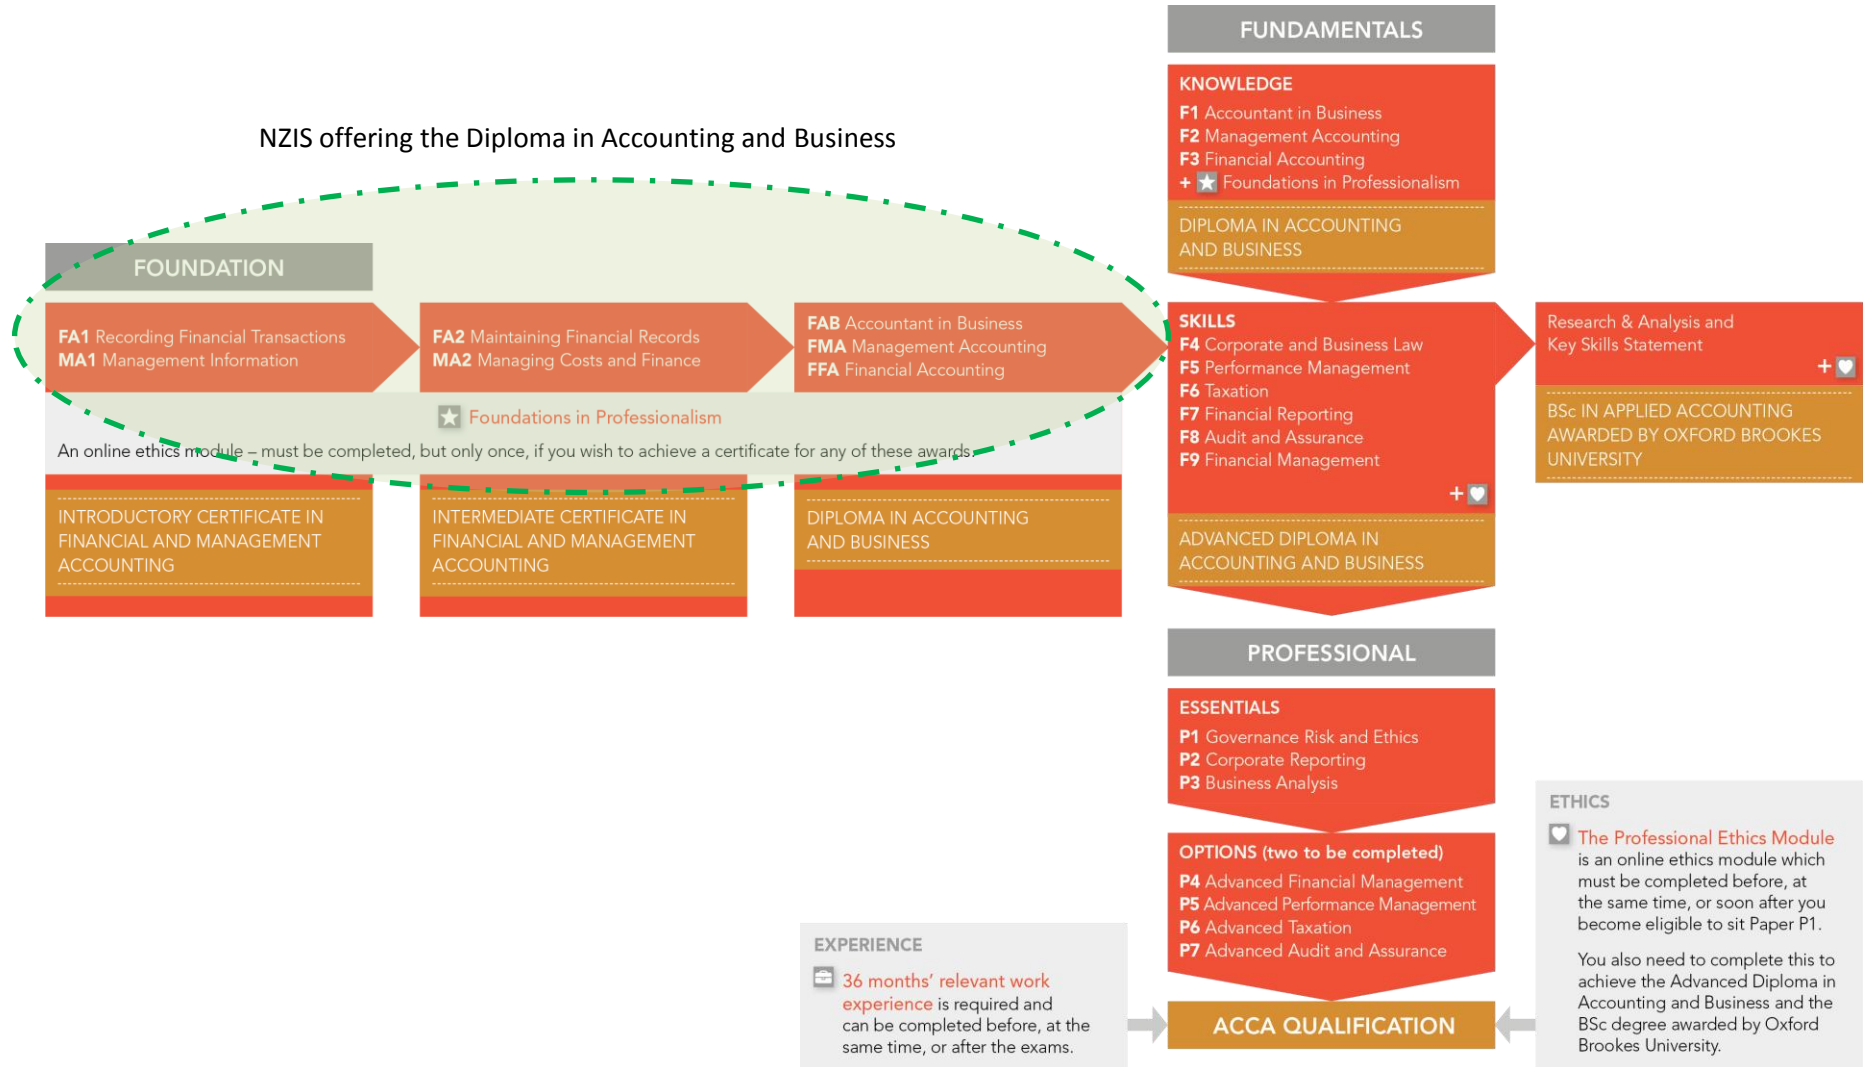 NZIS offering the Diploma in Accounting and Business
FOUNDATION
FA1 Recording Financial Transactions
MA1 Management Information
FA2 Maintaining Financial Records
MA2 Managing Costs and Finance
FAB Accountant in Business
FMA Management Accounting
FFA Financial Accounting
Foundations in Professionalism
An online ethics module – must be completed, but only once, if you wish to achieve a certificate for any of these awards.
INTRODUCTORY CERTIFICATE IN
FINANCIAL AND MANAGEMENT
ACCOUNTING
INTERMEDIATE CERTIFICATE IN
FINANCIAL AND MANAGEMENT
ACCOUNTING
DIPLOMA IN ACCOUNTING
AND BUSINESS
FUNDAMENTALS
KNOWLEDGE
F1 Accountant in Business
F2 Management Accounting
F3 Financial Accounting
+ Foundations in Professionalism
DIPLOMA IN ACCOUNTING
AND BUSINESS
SKILLS
F4 Corporate and Business Law
F5 Performance Management
F6 Taxation
F7 Financial Reporting
F8 Audit and Assurance
F9 Financial Management
+
ADVANCED DIPLOMA IN
ACCOUNTING AND BUSINESS
Research & Analysis and
Key Skills Statement
+
BSc IN APPLIED ACCOUNTING
AWARDED BY OXFORD BROOKES
UNIVERSITY
PROFESSIONAL
ESSENTIALS
P1 Governance Risk and Ethics
P2 Corporate Reporting
P3 Business Analysis
OPTIONS (two to be completed)
P4 Advanced Financial Management
P5 Advanced Performance Management
P6 Advanced Taxation
P7 Advanced Audit and Assurance
ACCA QUALIFICATION
EXPERIENCE
36 months’ relevant work
experience is required and
can be completed before, at the
same time, or after the exams.
ETHICS
The Professional Ethics Module
is an online ethics module which
must be completed before, at
the same time, or soon after you
become eligible to sit Paper P1.
You also need to complete this to
achieve the Advanced Diploma in
Accounting and Business and the
BSc degree awarded by Oxford
Brookes University.